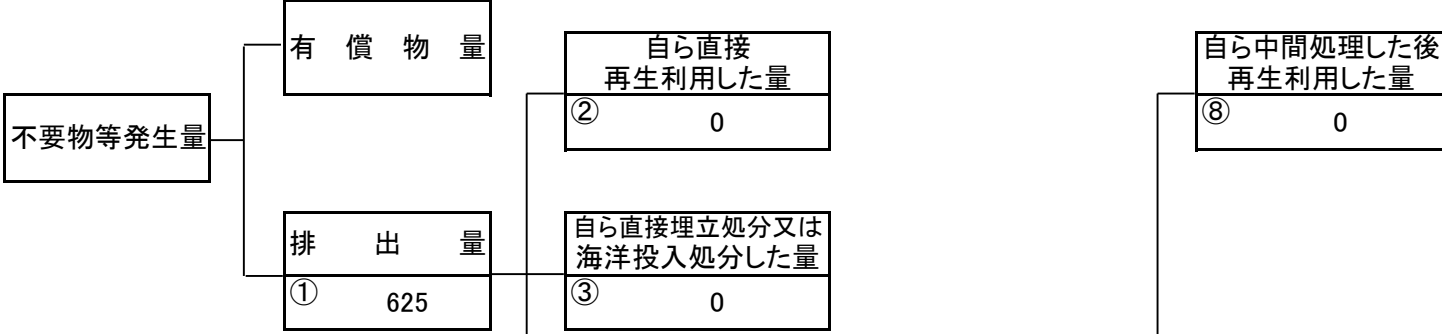 有償物量
自ら直接
再生利用した量
② 0
自ら中間処理した後
再生利用した量
⑧ 0
不要物等発生量
排出量
① 625
自ら直接埋立処分又は
海洋投入処分した量
③ 0